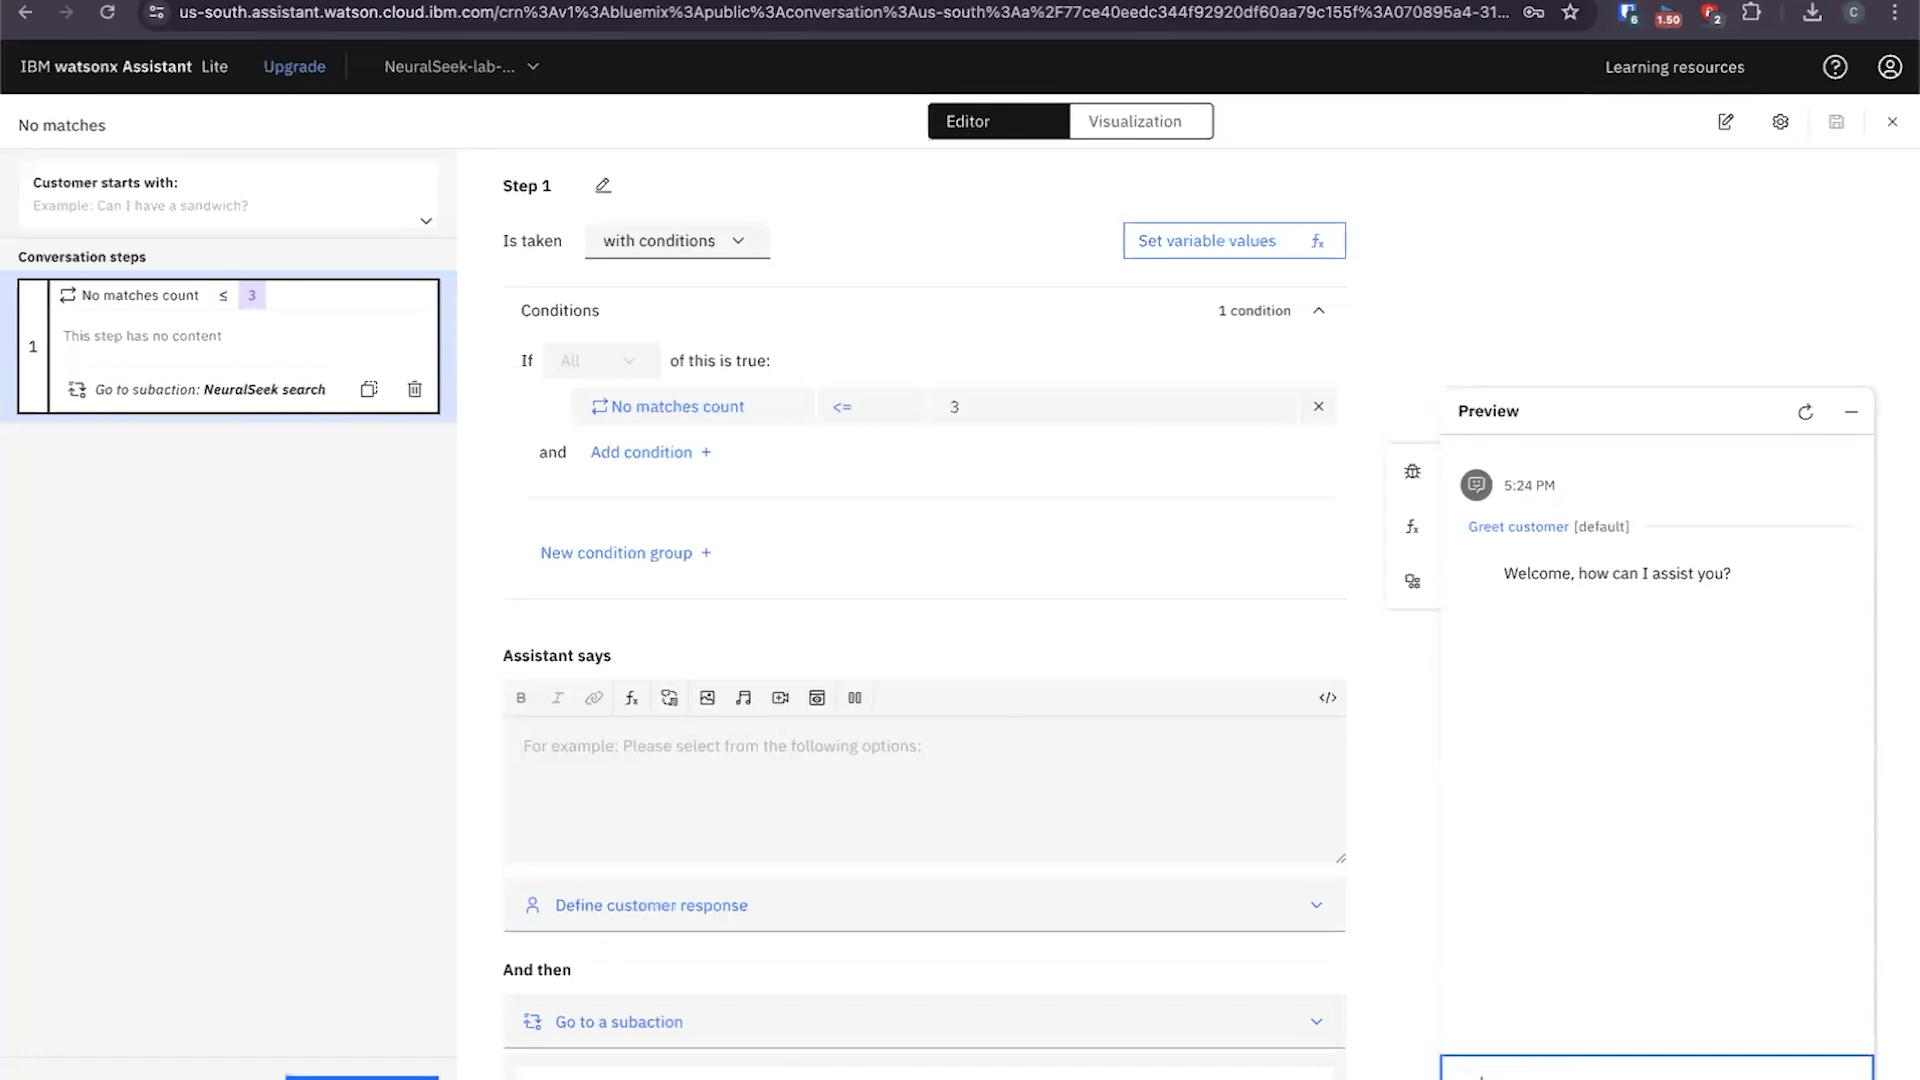 us-south.assistant.watson.cloud.ibm.com/crn%3Av1%3Abluemix%3Apublic%3Aconversation%3Aus-south%3Aa%2F77ce40eedc344f92920df60aa79c155f%3A070895a4-31...
6
1.50
2
C
IBM watsonx Assistant Lite
Upgrade
NeuralSeek-lab-...
Learning resources
No matches
Editor
Visualization
Customer starts with:
Example: Can I have a sandwich?
Conversation steps
1
No matches count ≤ 3
This step has no content
Go to subaction: NeuralSeek search
Step 1
Is taken
with conditions
Set variable values
fx
Conditions
1 condition
If
All
of this is true:
No matches count
<=
3
and
Add condition +
New condition group +
Assistant says
B
I
fx
</>
For example: Please select from the following options:
Define customer response
And then
Go to a subaction
Preview
fx
5:24 PM
Greet customer [default]
Welcome, how can I assist you?